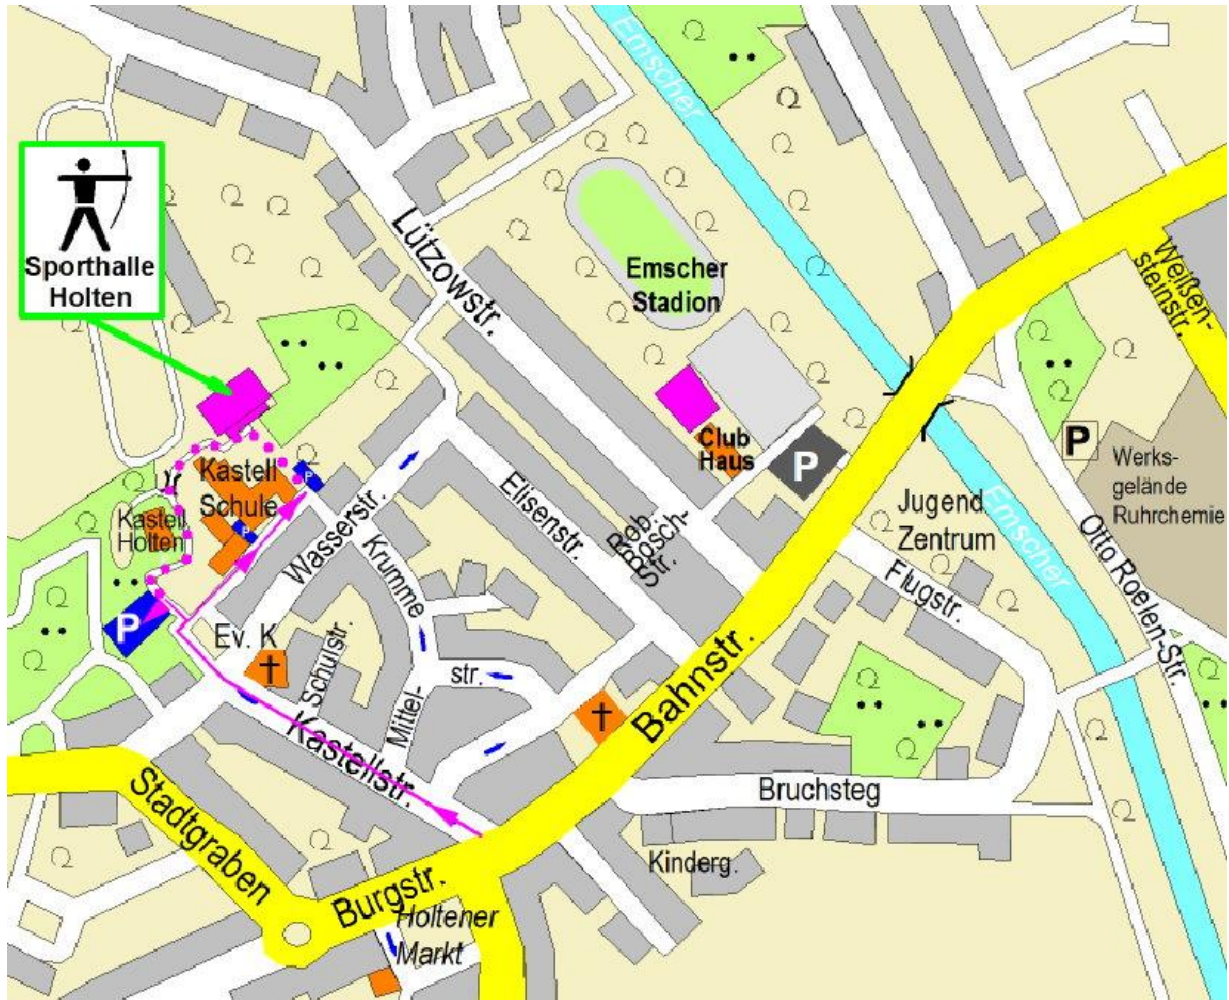 Emscher
Emscher
Sporthalle
Holten
Lützowstr.
Emscher
Stadion
Weißen-
steinstr.
Club
Haus
P
P
Werks-
gelände
Ruhrchemie
Kastell
Schule
P
P
Kastell
Holten
Wasserstr.
Elisenstr.
Rob
Bosch-
Str.
Jugend
Zentrum
Emscher
Otto Roelen-Str.
Flugstr.
Krumme
str.
P
Ev. K
Schulstr.
Mittel-
Kastellstr.
Bahnstr.
Bruchsteg
Kinderg.
Stadtgraben
Burgstr.
Holtener
Markt